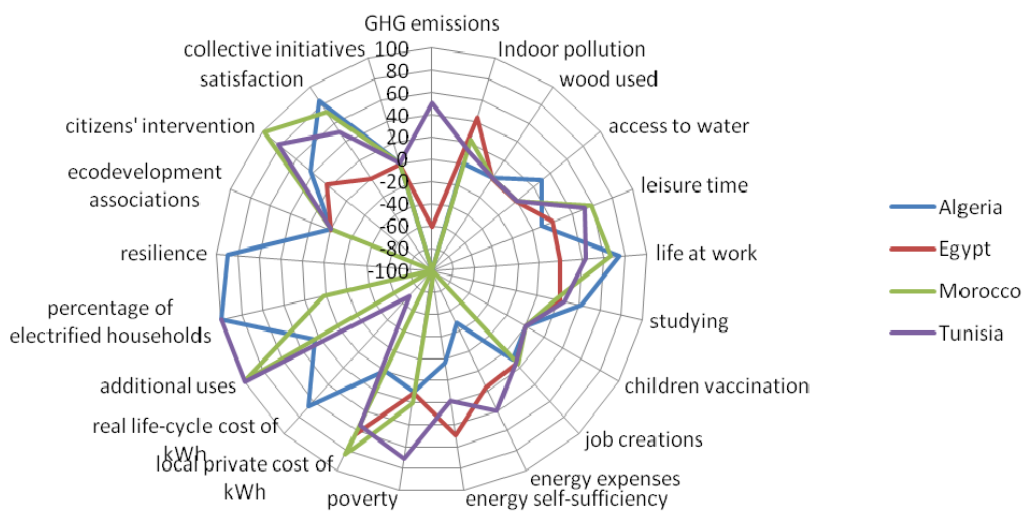 GHG emissions
Indoor pollution
wood used
access to water
leisure time
life at work
studying
children vaccination
job creations
energy expenses
energy self-sufficiency
poverty
local private cost of
kWh
real life-cycle cost of
kWh
additional uses
percentage of
electrified households
resilience
ecodevelopment
associations
citizens' intervention
satisfaction
collective initiatives
100
80
60
40
20
0
-20
-40
-60
-80
-100
Algeria
Egypt
Morocco
Tunisia